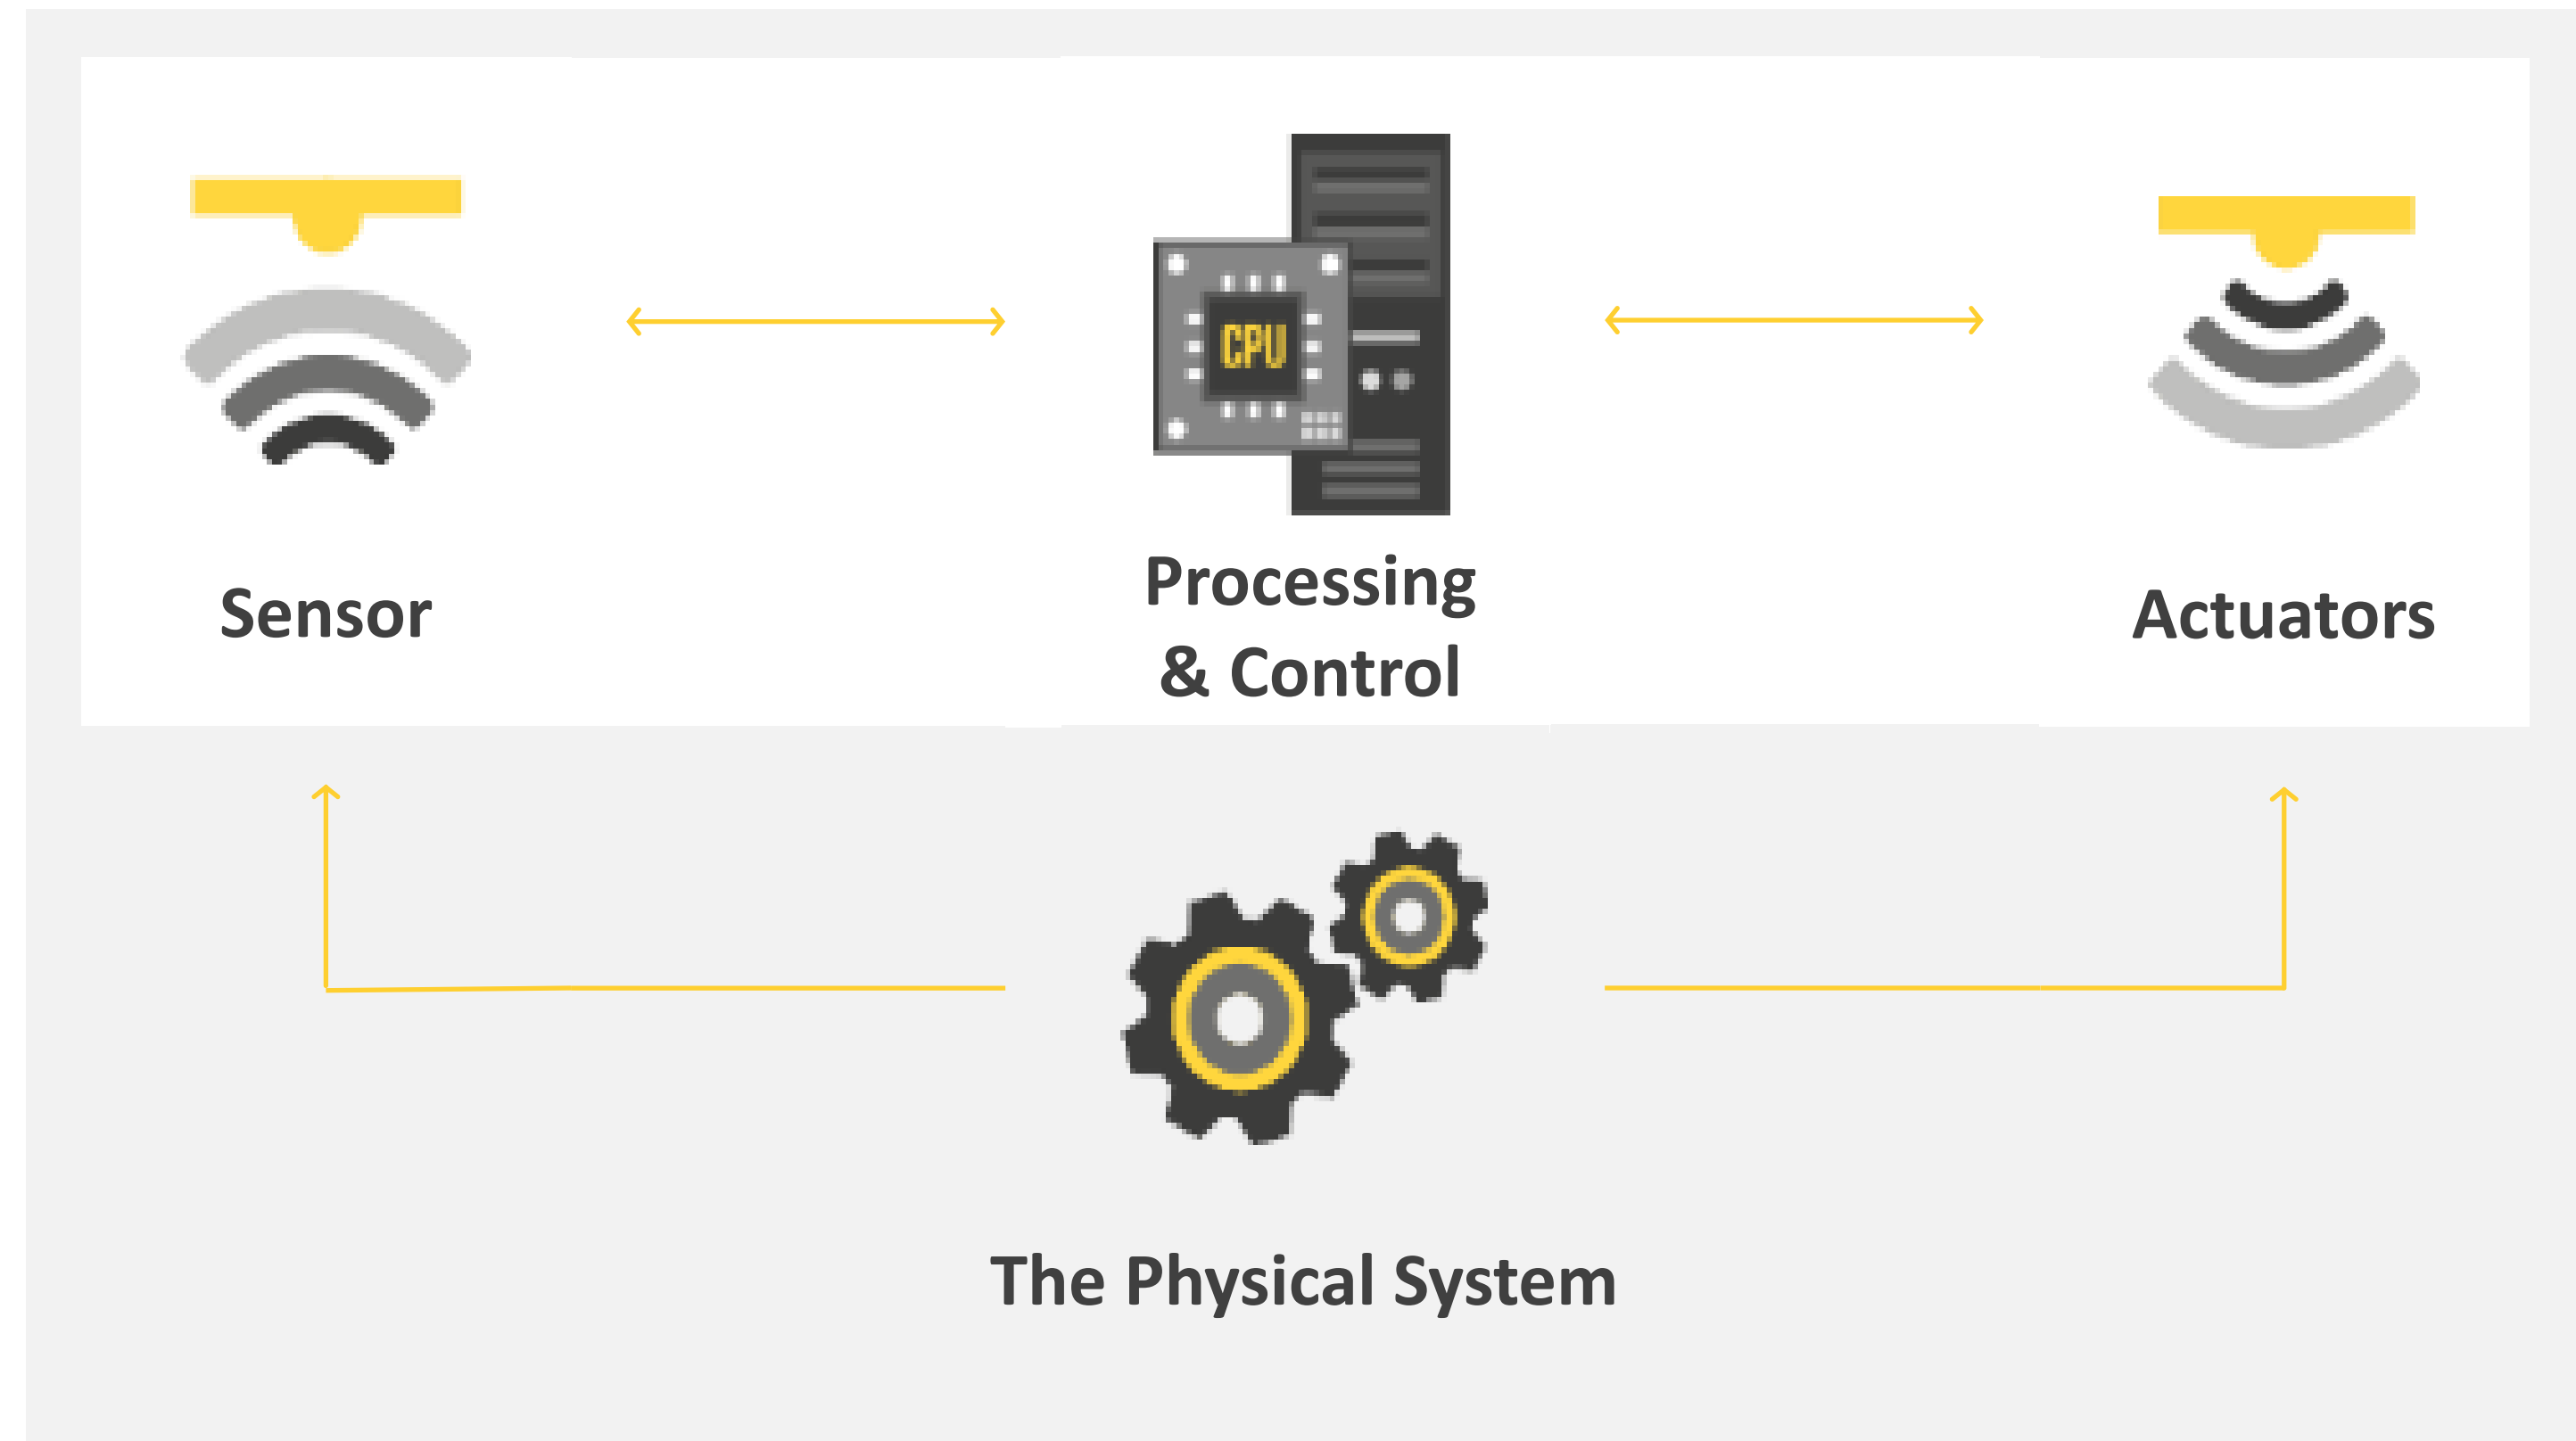 CPU
Sensor
Processing
& Control
Actuators
The Physical System